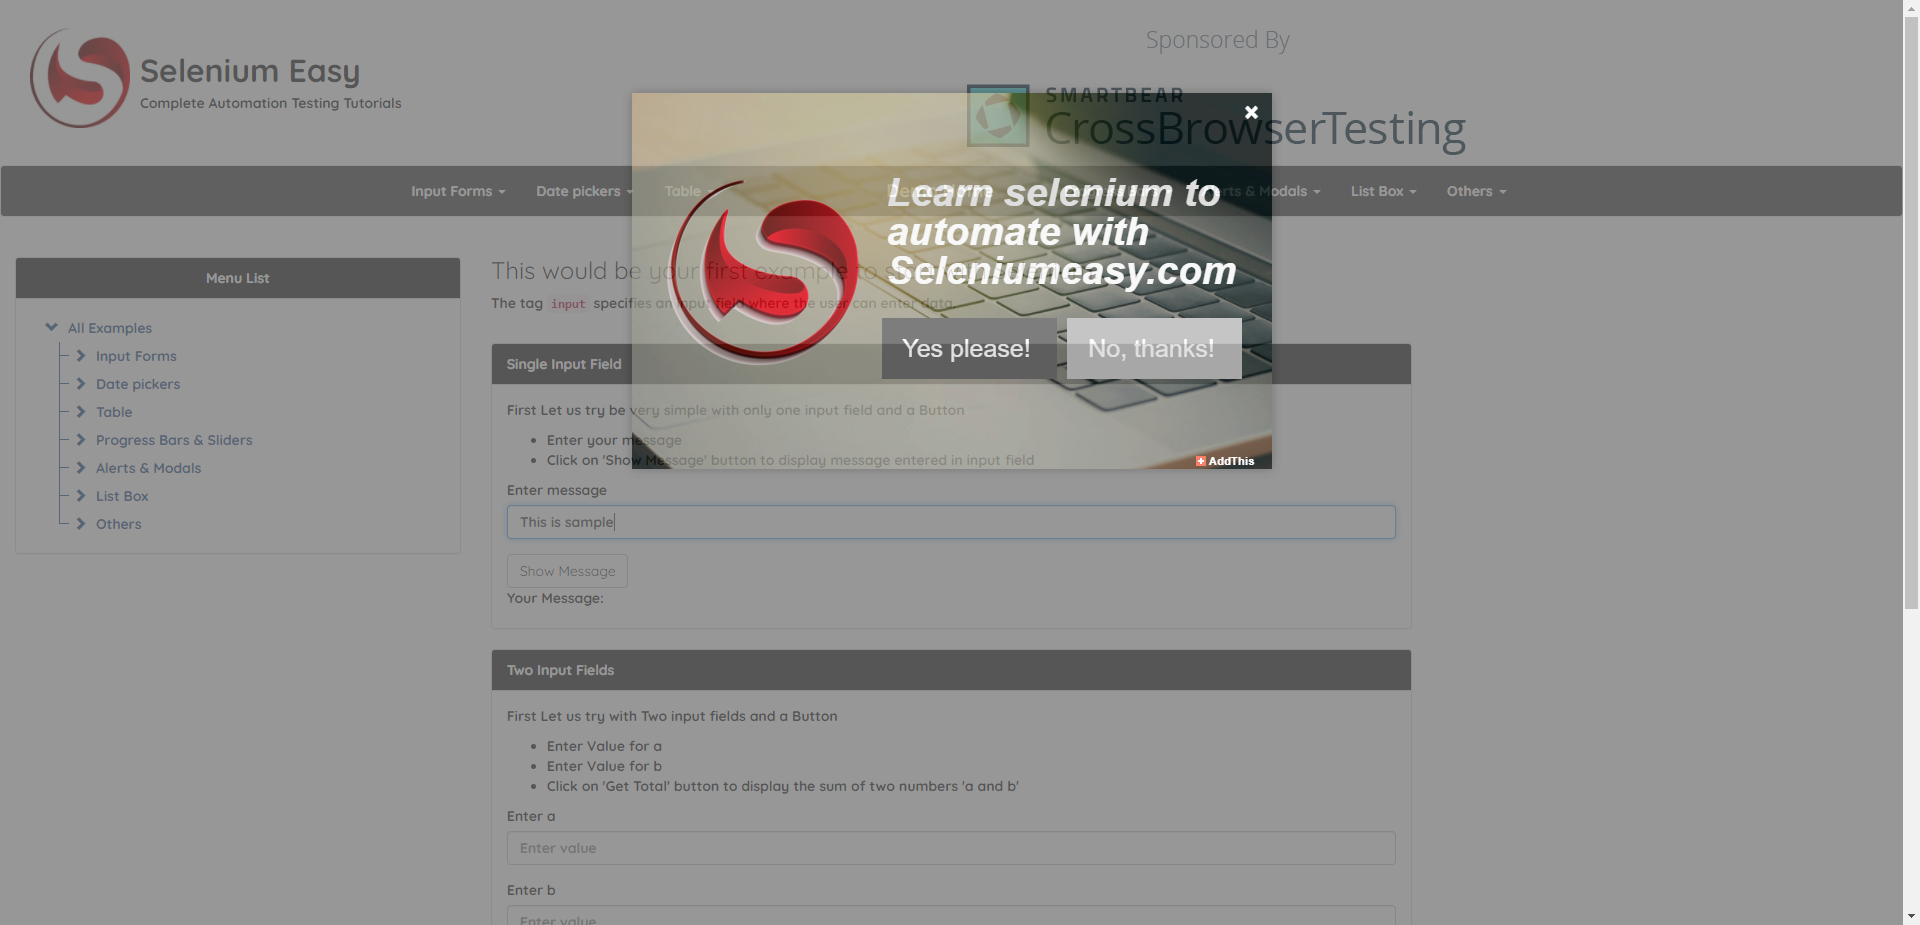 Selenium Easy
Complete Automation Testing Tutorials
Sponsored By
SMARTBEAR
CrossBrowserTesting
Input Forms
Date pickers
Table
Alerts & Modals
List Box
Others
Learn selenium to
automate with
Seleniumeasy.com
Yes please!
No, thanks!
AddThis
Menu List
All Examples
Input Forms
Date pickers
Table
Progress Bars & Sliders
Alerts & Modals
List Box
Others
This would be your first example to start
The tag input specifies an input field where the user can enter data.
Single Input Field
First Let us try be very simple with only one input field and a Button
Enter your message
Click on 'Show Message' button to display message entered in input field
Enter message
This is sample
Show Message
Your Message:
Two Input Fields
First Let us try with Two input fields and a Button
Enter Value for a
Enter Value for b
Click on 'Get Total' button to display the sum of two numbers 'a and b'
Enter a
Enter value
Enter b
Enter value